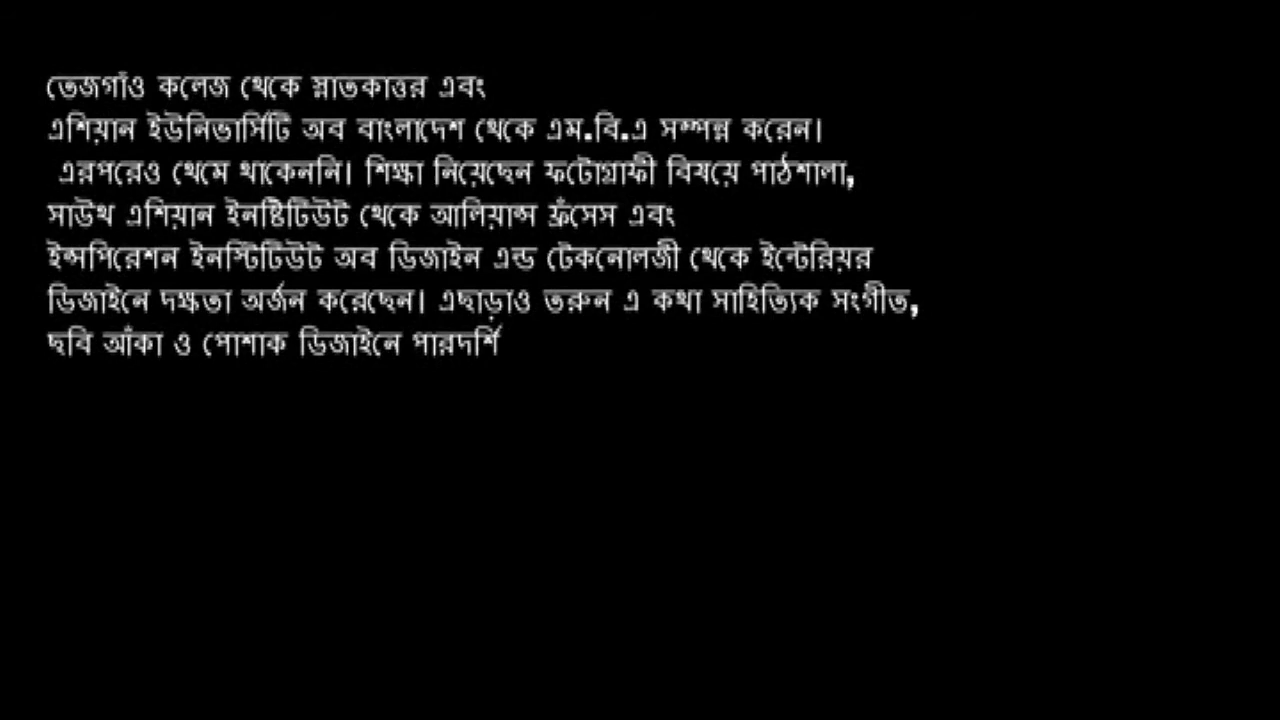 তেজগাঁও কলেজ থেকে স্নাতকাত্তর এবং
এশিয়ান ইউনিভার্সিটি অব বাংলাদেশ থেকে এম.বি.এ সম্পন্ন করেন।
এরপরেও থেমে থাকেননি। শিক্ষা নিয়েছেন ফটোগ্রাফী বিষয়ে পাঠশালা,
সাউথ এশিয়ান ইনষ্টিটিউট থেকে আলিয়ান্স ফ্রঁসেস এবং
ইন্সপিরেশন ইনস্টিটিউট অব ডিজাইন এন্ড টেকনোলজী থেকে ইন্টেরিয়র
ডিজাইনে দক্ষতা অর্জন করেছেন। এছাড়াও তরুন এ কথা সাহিত্যিক সংগীত,
ছবি আঁকা ও পোশাক ডিজাইনে পারদর্শি